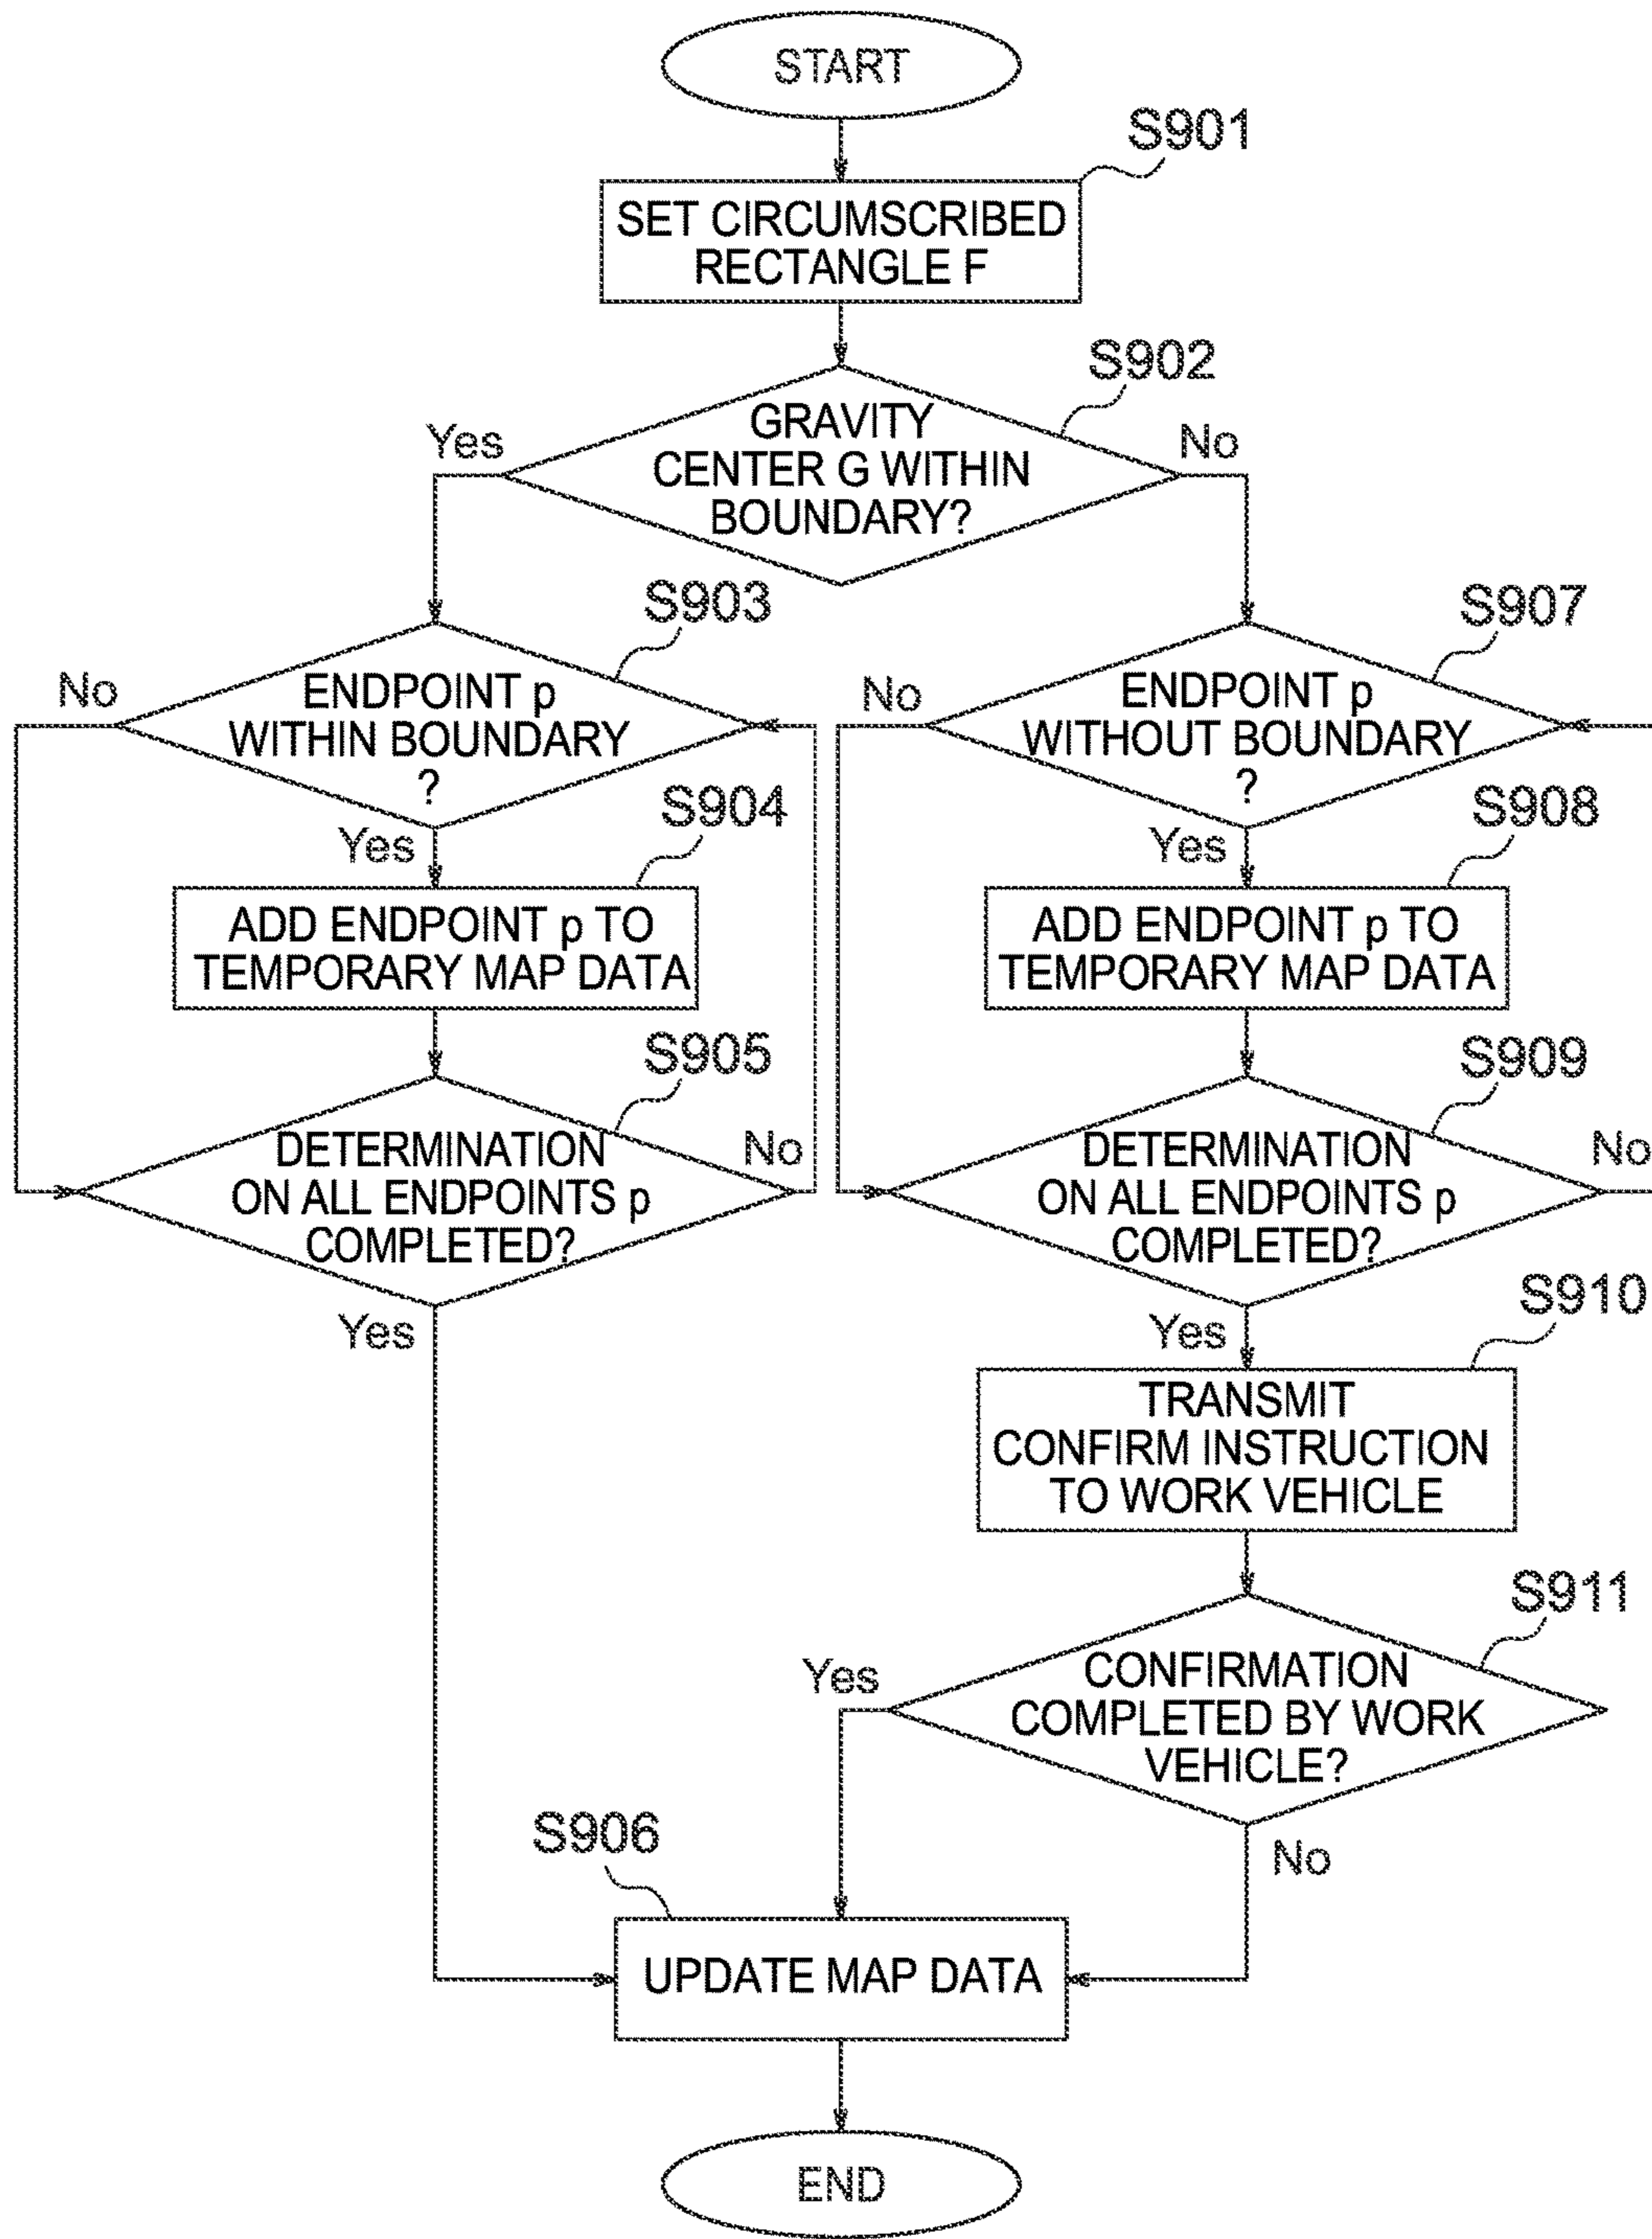 START
S901
SET CIRCUMSCRIBED
RECTANGLE F
S902
GRAVITY
CENTER G WITHIN
BOUNDARY?
Yes
No
S903
ENDPOINT p
WITHIN BOUNDARY
?
No
Yes
S904
ADD ENDPOINT p TO
TEMPORARY MAP DATA
S905
DETERMINATION
ON ALL ENDPOINTS p
COMPLETED?
No
Yes
S907
ENDPOINT p
WITHOUT BOUNDARY
?
No
Yes
S908
ADD ENDPOINT p TO
TEMPORARY MAP DATA
S909
DETERMINATION
ON ALL ENDPOINTS p
COMPLETED?
No
Yes
S910
TRANSMIT
CONFIRM INSTRUCTION
TO WORK VEHICLE
S911
CONFIRMATION
COMPLETED BY WORK
VEHICLE?
Yes
No
S906
UPDATE MAP DATA
END